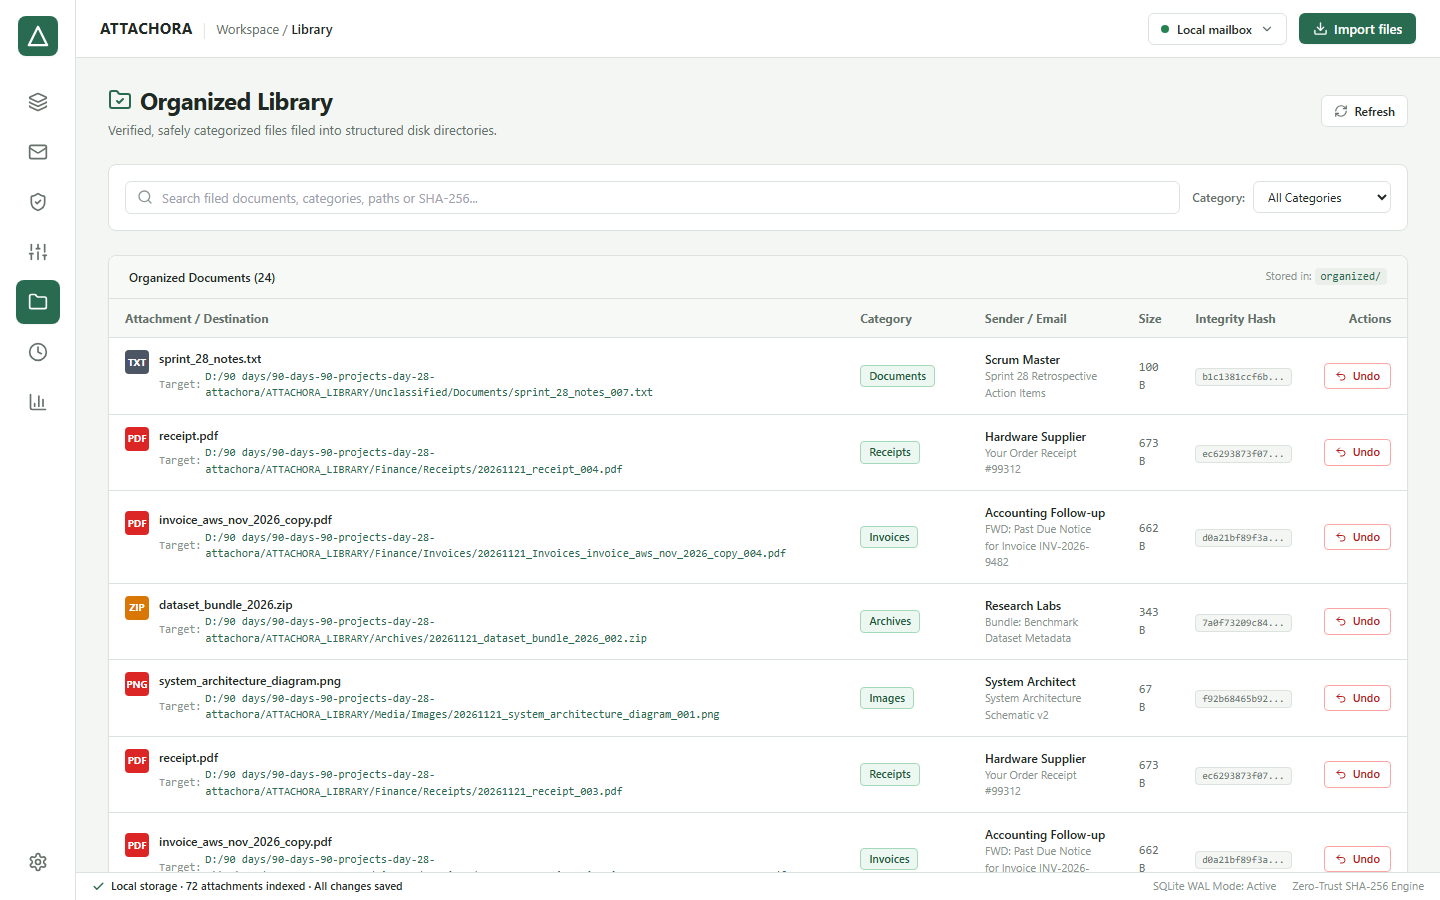 ATTACHORA
Workspace / Library
Local mailbox
Import files
Organized Library
Verified, safely categorized files filed into structured disk directories.
Refresh
Search filed documents, categories, paths or SHA-256...
Category:
All Categories
Organized Documents (24)
Stored in: organized/
Attachment / Destination
Category
Sender / Email
Size
Integrity Hash
Actions
TXT
sprint_28_notes.txt
Target:
D:/90 days/90-days-90-projects-day-28-
attachora/ATTACHORA_LIBRARY/Unclassified/Documents/sprint_28_notes_007.txt
Documents
Scrum Master
Sprint 28 Retrospective
Action Items
100
B
b1c1381ccf6b...
Undo
PDF
receipt.pdf
Target:
D:/90 days/90-days-90-projects-day-28-
attachora/ATTACHORA_LIBRARY/Finance/Receipts/20261121_receipt_004.pdf
Receipts
Hardware Supplier
Your Order Receipt
#99312
673
B
ec6293873f07...
Undo
PDF
invoice_aws_nov_2026_copy.pdf
Target:
D:/90 days/90-days-90-projects-day-28-
attachora/ATTACHORA_LIBRARY/Finance/Invoices/20261121_Invoices_invoice_aws_nov_2026_copy_004.pdf
Invoices
Accounting Follow-up
FWD: Past Due Notice
for Invoice INV-2026-
9482
662
B
d0a21bf89f3a...
Undo
ZIP
dataset_bundle_2026.zip
Target:
D:/90 days/90-days-90-projects-day-28-
attachora/ATTACHORA_LIBRARY/Archives/20261121_dataset_bundle_2026_002.zip
Archives
Research Labs
Bundle: Benchmark
Dataset Metadata
343
B
7a0f73209c84...
Undo
PNG
system_architecture_diagram.png
Target:
D:/90 days/90-days-90-projects-day-28-
attachora/ATTACHORA_LIBRARY/Media/Images/20261121_system_architecture_diagram_001.png
Images
System Architect
System Architecture
Schematic v2
67
B
f92b68465b92...
Undo
PDF
receipt.pdf
Target:
D:/90 days/90-days-90-projects-day-28-
attachora/ATTACHORA_LIBRARY/Finance/Receipts/20261121_receipt_003.pdf
Receipts
Hardware Supplier
Your Order Receipt
#99312
673
B
ec6293873f07...
Undo
PDF
invoice_aws_nov_2026_copy.pdf
Target:
D:/90 days/90-days-90-projects-day-28-
Invoices
Accounting Follow-up
FWD: Past Due Notice
for Invoice INV-2026-
662
B
d0a21bf89f3a...
Undo
Local storage · 72 attachments indexed · All changes saved
SQLite WAL Mode: Active
Zero-Trust SHA-256 Engine